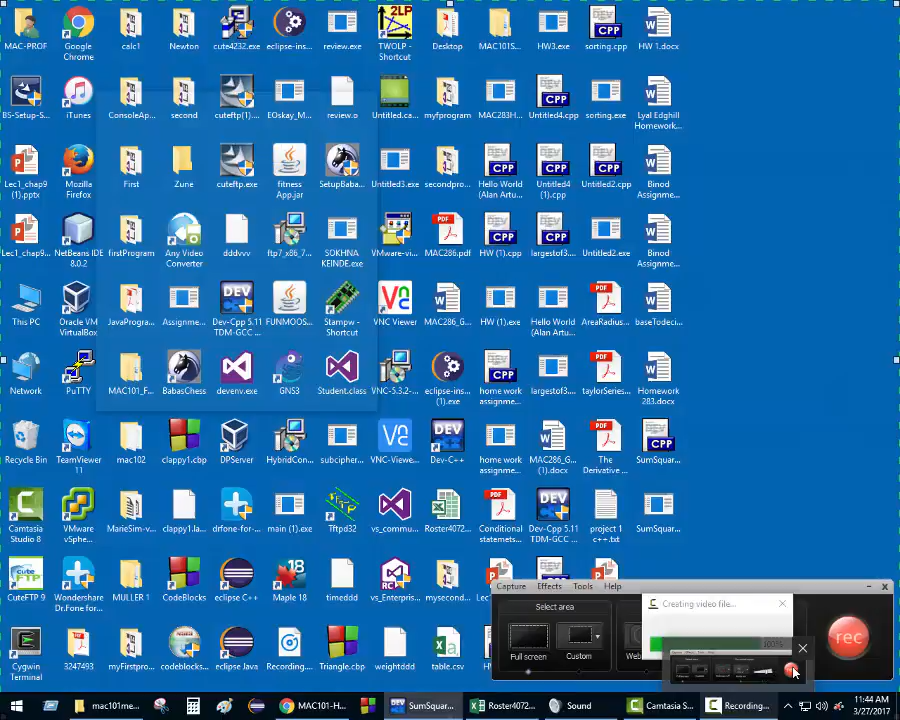 MAC-PROF
Google Chrome
calc1
Newton
cute4232.exe
eclipse-ins...
review.exe
TWOLP - Shortcut
Desktop
MAC101S...
HW3.exe
sorting.cpp
HW 1.docx
BS-Setup-S...
iTunes
ConsoleAp...
second
cuteftp(1)....
EOskay_M...
review.o
Untitled.ca...
myfprogram
MAC283H...
Untitled4.cpp
sorting.exe
Lyal Edghill Homework...
Lec1_chap9 (1).pptx
Mozilla Firefox
First
Zune
cuteftp.exe
fitness App.jar
SetupBaba...
Untitled3.exe
secondpro...
Hello World (Alan Artu...
Untitled4 (1).cpp
Untitled2.cpp
Binod Assignme...
Lec1_chap9...
NetBeans IDE 8.0.2
firstProgram
Any Video Converter
dddvvv
ftp7_x86_7...
SOKHNA KEINDE.exe
VMware-vi...
MAC286.pdf
HW (1).cpp
largestof3...
Untitled2.exe
Binod Assignme...
This PC
Oracle VM VirtualBox
JavaProgra...
Assignme...
Dev-Cpp 5.11 TDM-GCC ...
FUNMOOS...
Stampw - Shortcut
VNC Viewer
MAC286_G...
HW (1).exe
Hello World (Alan Artu...
AreaRadius...
baseTodeci...
Network
PuTTY
MAC101_F...
BabasChess
devenv.exe
GNS3
Student.class
VNC-5.3.2-...
eclipse-ins... (1).exe
home work assignme...
largestof3...
taylorSeries...
Homework 283.docx
Recycle Bin
TeamViewer 11
mac102
clappy1.cbp
DPServer
HybridCon...
subcipher...
VNC-Viewe...
Dev-C++
home work assignme...
MAC286_G... (1).docx
The Derivative ...
SumSquar...
Camtasia Studio 8
VMware vSphe...
MarieSim-v...
clappy1.la...
drfone-for-...
main (1).exe
Tftpd32
vs_commu...
Roster4072...
Conditional statemets...
Dev-Cpp 5.11 TDM-GCC ...
project 1 c++.txt
SumSquar...
CuteFTP 9
Wondershare Dr.Fone for...
MULLER 1
CodeBlocks
eclipse C++
Maple 18
timeddd
vs_Enterpris...
mysecond...
Capture Effects Tools Help
Select area
Full screen
Custom
Web
Creating video file...
100%
rec
Cygwin Terminal
3247493
myFirstpro...
codeblocks...
eclipse Java
Recording....
Triangle.cbp
weightddd
table.csv
mac101me...
MAC101-H...
SumSquar...
Roster4072...
Sound
Camtasia S...
Recording...
11:44 AM
3/27/2017